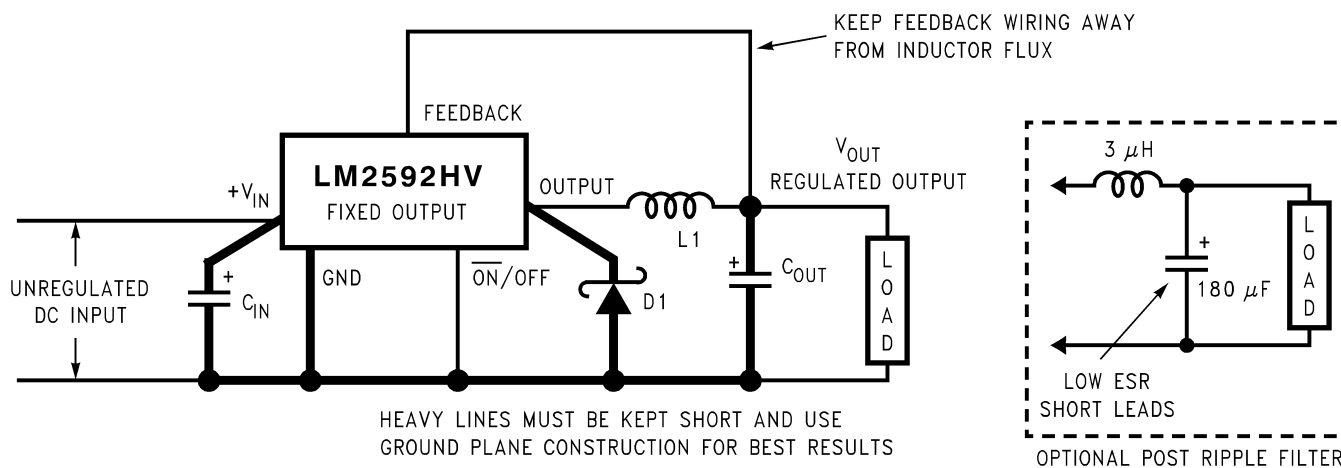 KEEP FEEDBACK WIRING AWAY
FROM INDUCTOR FLUX
FEEDBACK
LM2592HV
FIXED OUTPUT
+VIN
OUTPUT
L1
VOUT
REGULATED OUTPUT
UNREGULATED
DC INPUT
+
CIN
GND
ON/OFF
D1
+
COUT
LOAD
HEAVY LINES MUST BE KEPT SHORT AND USE
GROUND PLANE CONSTRUCTION FOR BEST RESULTS
3 μH
+
180 μF
LOAD
LOW ESR
SHORT LEADS
OPTIONAL POST RIPPLE FILTER